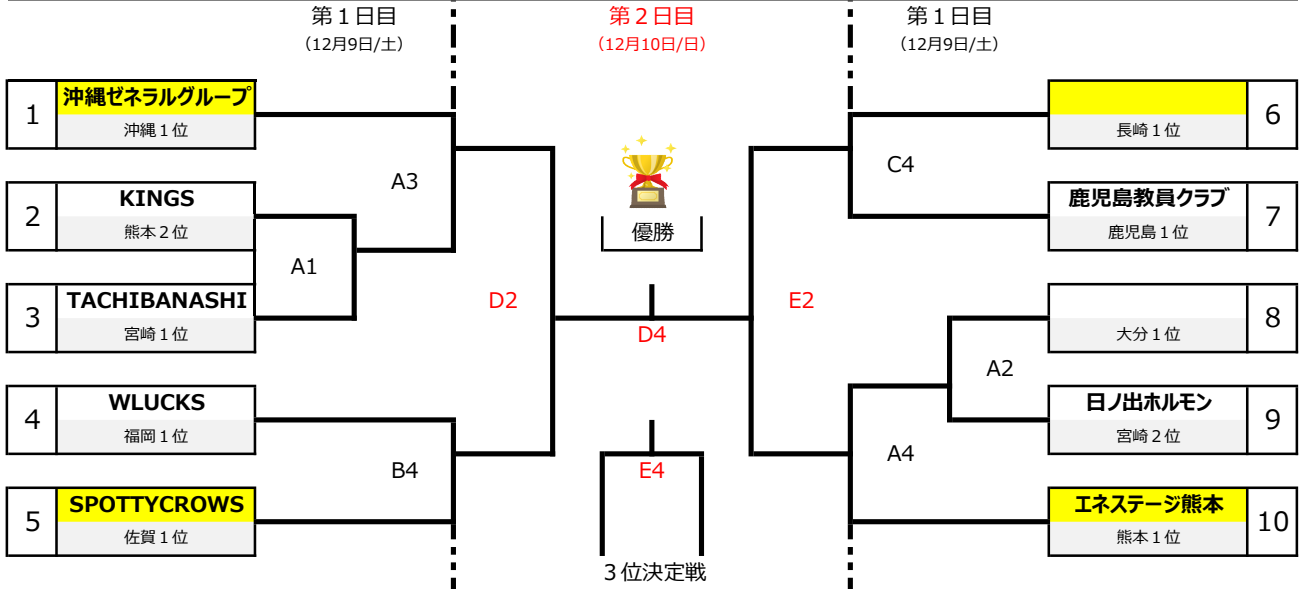 第１日目
（12月9日/土）
第２日目
（12月10日/日）
第１日目
（12月9日/土）
1
沖縄ゼネラルグループ
沖縄１位
2
KINGS
熊本２位
3
TACHIBANASHI
宮崎１位
4
WLUCKS
福岡１位
5
SPOTTYCROWS
佐賀１位
A3
A1
B4
D2
優勝
D4
E4
３位決定戦
E2
C4
A2
A4
長崎１位
6
鹿児島教員クラブ
鹿児島１位
7
大分１位
8
日ノ出ホルモン
宮崎２位
9
エネステージ熊本
熊本１位
10